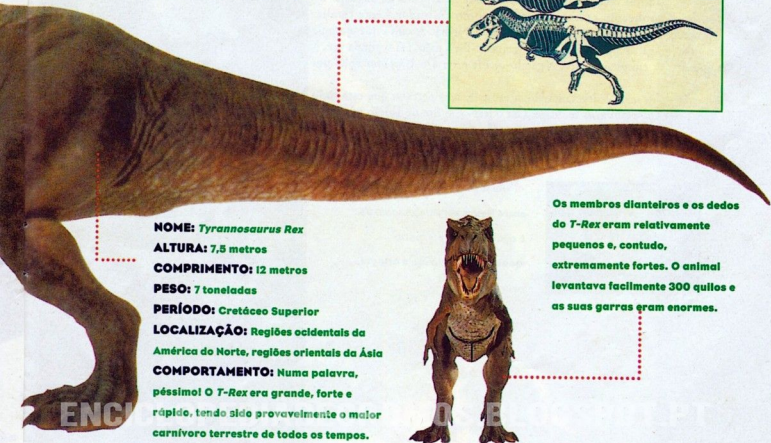 NOME: Tyrannosaurus Rex
ALTURA: 7,5 metros
COMPRIMENTO: 12 metros
PESO: 7 toneladas
PERÍODO: Cretáceo Superior
LOCALIZAÇÃO: Regiões ocidentais da
América do Norte, regiões orientais da Ásia
COMPORTAMENTO: Numa palavra,
péssimo! O T-Rex era grande, forte e
rápido, tendo sido provavelmente o maior
carnívoro terrestre de todos os tempos.
Os membros dianteiros e os dedos
do T-Rex eram relativamente
pequenos e, contudo,
extremamente fortes. O animal
levantava facilmente 300 quilos e
as suas garras eram enormes.